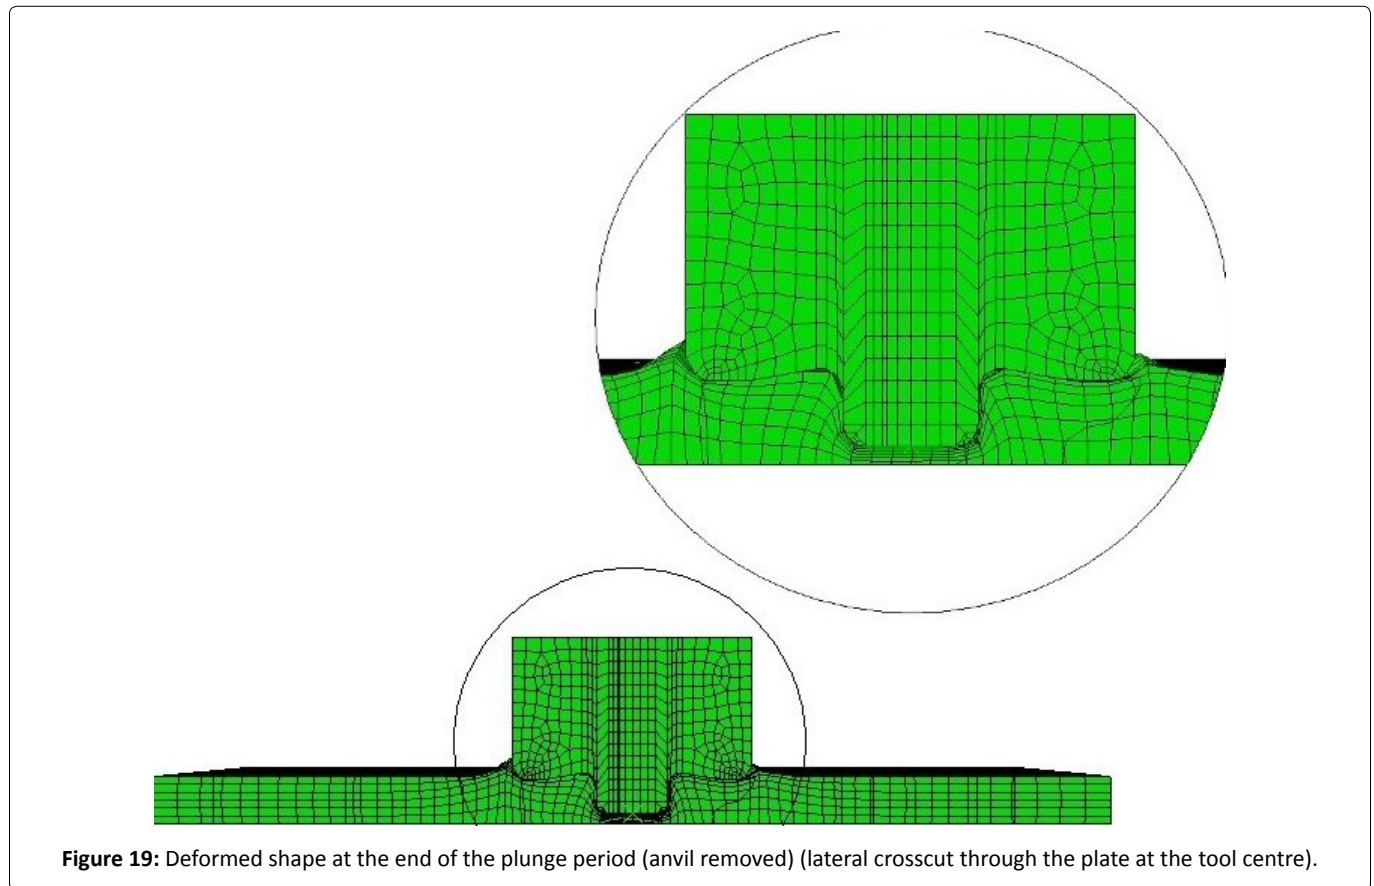 Figure 19: Deformed shape at the end of the plunge period (anvil removed) (lateral crosscut through the plate at the tool centre).